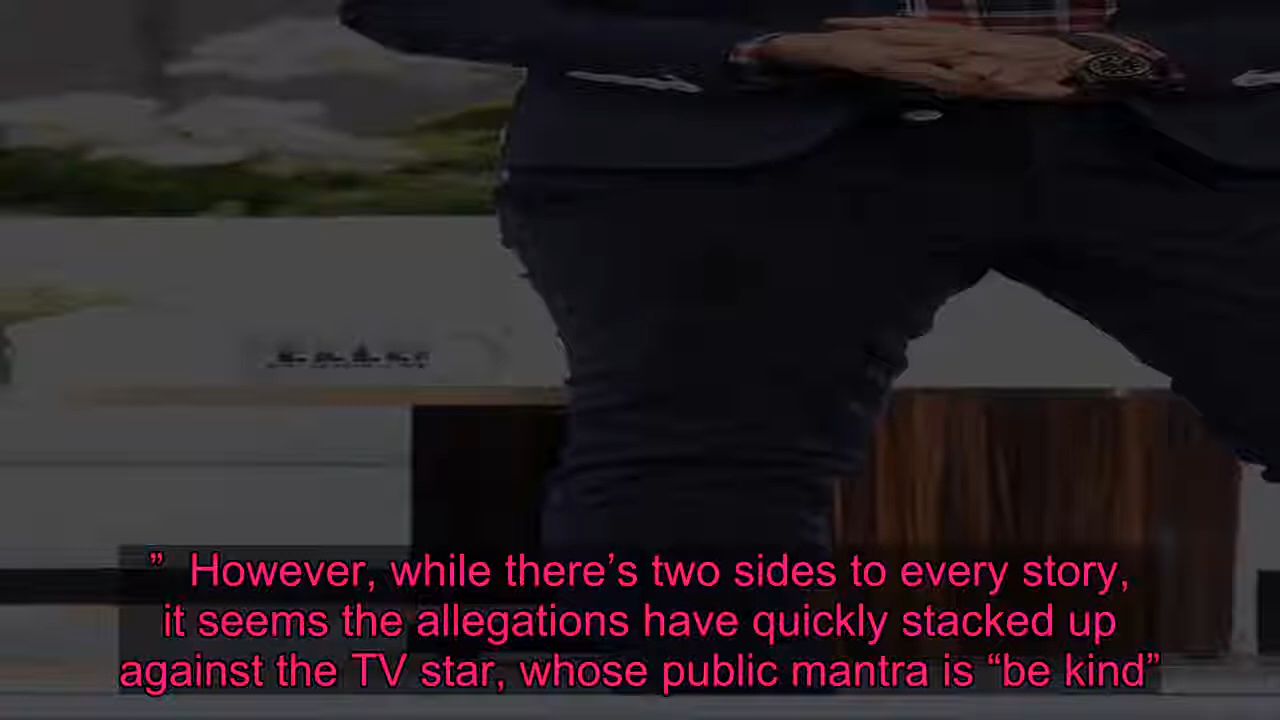 ”  However, while there’s two sides to every story,
it seems the allegations have quickly stacked up
against the TV star, whose public mantra is “be kind”